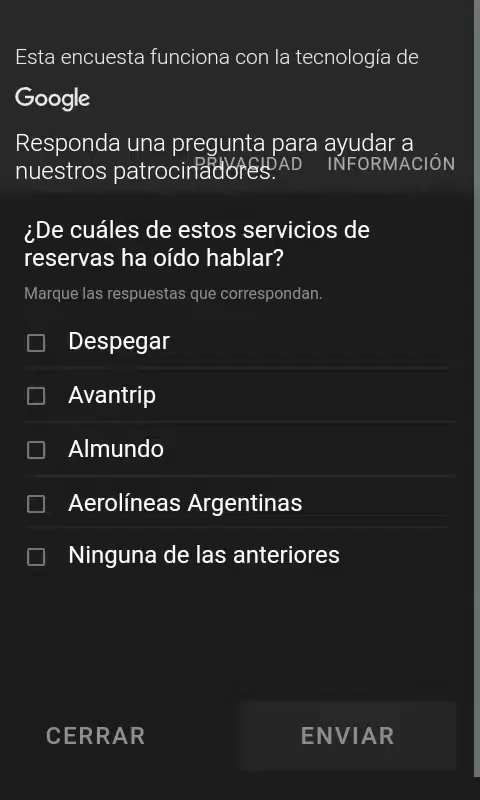 Esta encuesta funciona con la tecnología de
Google
Responda una pregunta para ayudar a
nuestros patrocinadores.
PRIVACIDAD INFORMACIÓN
¿De cuáles de estos servicios de
reservas ha oído hablar?
Marque las respuestas que correspondan.
Despegar
Avantrip
Almundo
Aerolíneas Argentinas
Ninguna de las anteriores
CERRAR ENVIAR